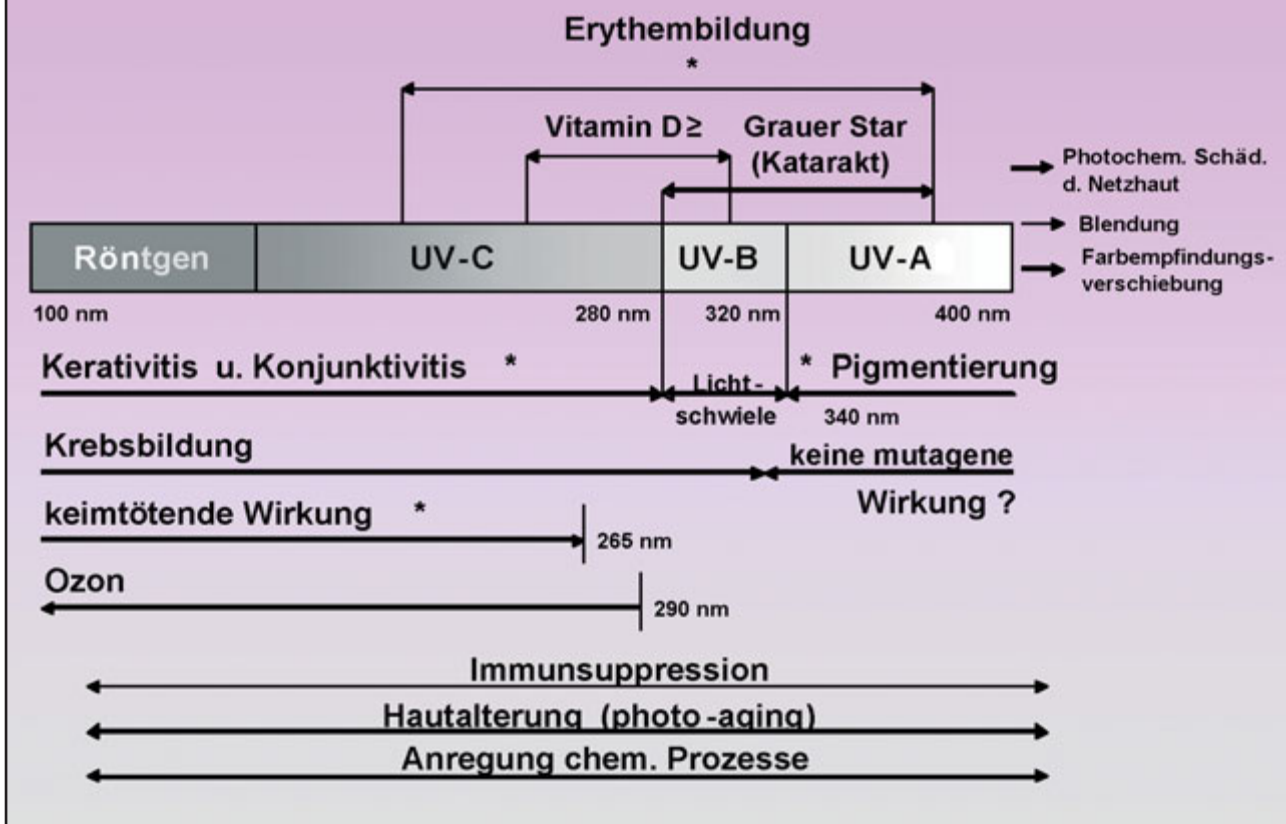 Erythembildung
*
Vitamin D≥
Grauer Star
(Katarakt)
Photochem. Schäd.
d. Netzhaut
Blendung
Farbempfindungs-
verschiebung
Röntgen UV-C UV-B UV-A
100 nm 280 nm 320 nm 400 nm
Kerativitis u. Konjunktivitis *
Licht-
schwiele
* Pigmentierung
340 nm
Krebsbildung
keine mutagene
Wirkung ?
keimtötende Wirkung *
265 nm
Ozon
290 nm
Immunsuppression
Hautalterung (photo-aging)
Anregung chem. Prozesse